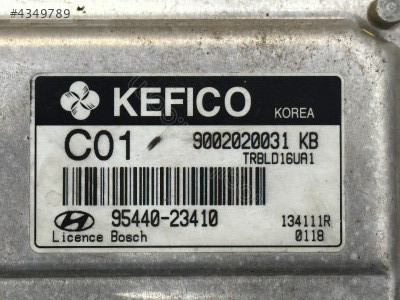 #4349789
KEFICO KOREA
C01 9002020031 KB
TRBLD16UA1
95440-23410 134111R
Licence Bosch 0118